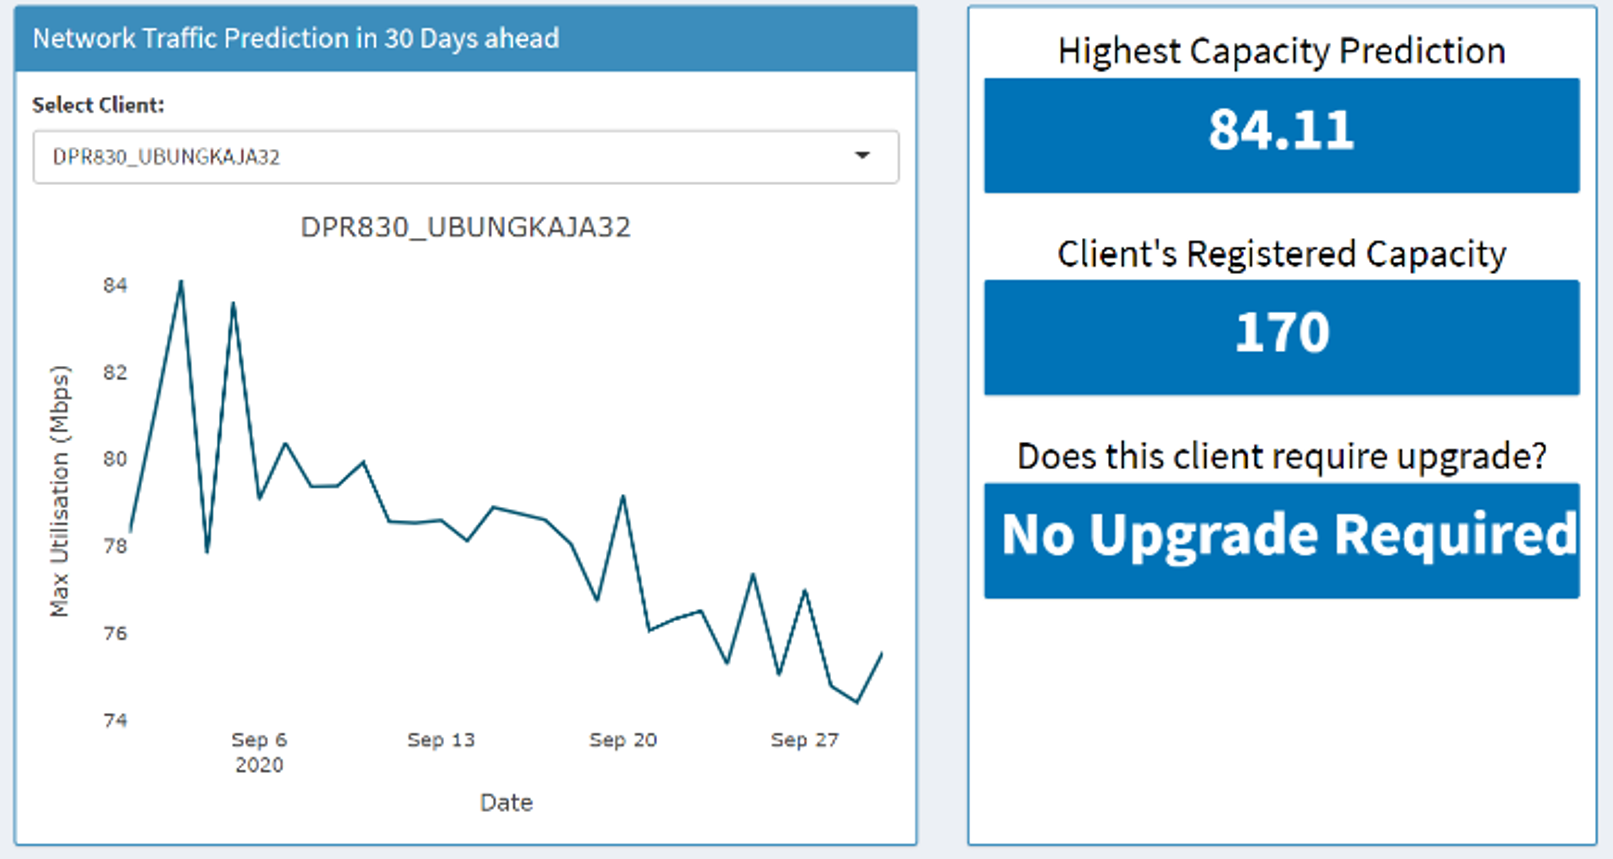 Network Traffic Prediction in 30 Days ahead
Select Client:
DPR830_UBUNGKAJA32
DPR830_UBUNGKAJA32
84
82
80
78
76
74
Max Utilisation (Mbps)
Sep 6
2020
Sep 13
Sep 20
Sep 27
Date
Highest Capacity Prediction
84.11
Client's Registered Capacity
170
Does this client require upgrade?
No Upgrade Required